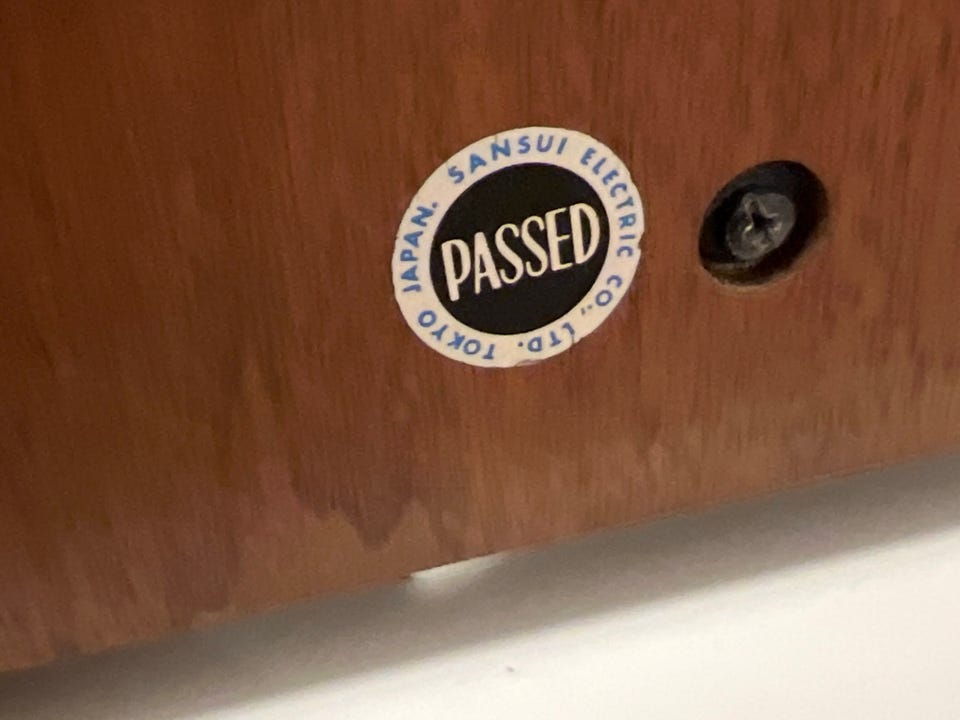 SANSUI ELECTRIC CO., LTD. TOKYO JAPAN.
PASSED